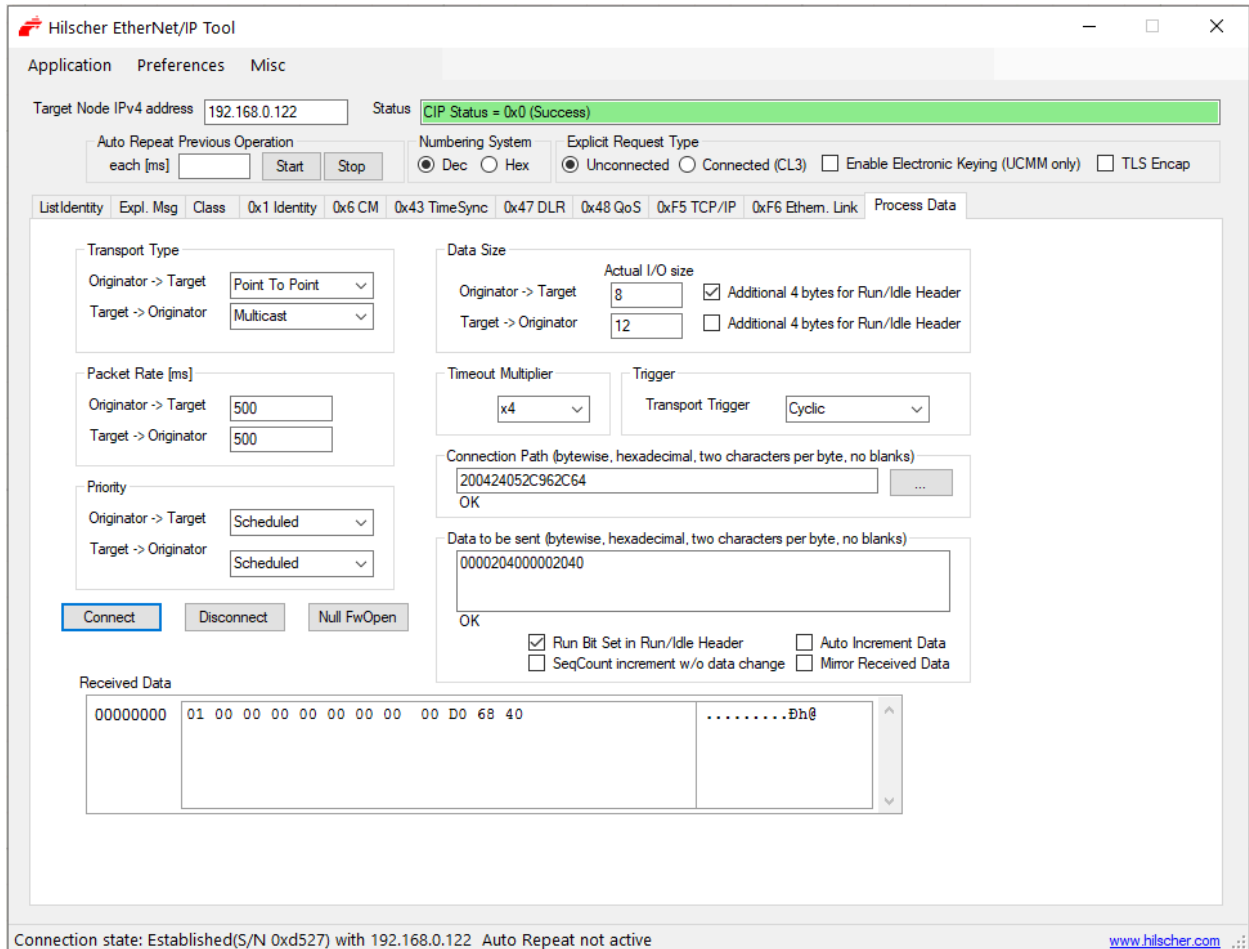 Hilscher EtherNet/IP Tool
Application Preferences Misc
Target Node IPv4 address 192.168.0.122 Status CIP Status = 0x0 (Success)
Auto Repeat Previous Operation Numbering System Explicit Request Type
each [ms] Start Stop Dec Hex Unconnected Connected (CL3) Enable Electronic Keying (UCMM only) TLS Encap
ListIdentity Expl. Msg Class 0x1 Identity 0x6 CM 0x43 TimeSync 0x47 DLR 0x48 QoS 0xF5 TCP/IP 0xF6 Ethern. Link Process Data
Transport Type
Originator -> Target Point To Point
Target -> Originator Multicast
Data Size
Actual I/O size
Originator -> Target 8 Additional 4 bytes for Run/Idle Header
Target -> Originator 12 Additional 4 bytes for Run/Idle Header
Packet Rate [ms]
Originator -> Target 500
Target -> Originator 500
Timeout Multiplier
x4
Trigger
Transport Trigger Cyclic
Connection Path (bytewise, hexadecimal, two characters per byte, no blanks)
200424052C962C64 ...
OK
Priority
Originator -> Target Scheduled
Target -> Originator Scheduled
Data to be sent (bytewise, hexadecimal, two characters per byte, no blanks)
0000204000002040
OK
Run Bit Set in Run/Idle Header Auto Increment Data
SeqCount increment w/o data change Mirror Received Data
Connect Disconnect Null FwOpen
Received Data
00000000 01 00 00 00 00 00 00 00 00 D0 68 40 .........Ðh@
Connection state: Established(S/N 0xd527) with 192.168.0.122 Auto Repeat not active www.hilscher.com